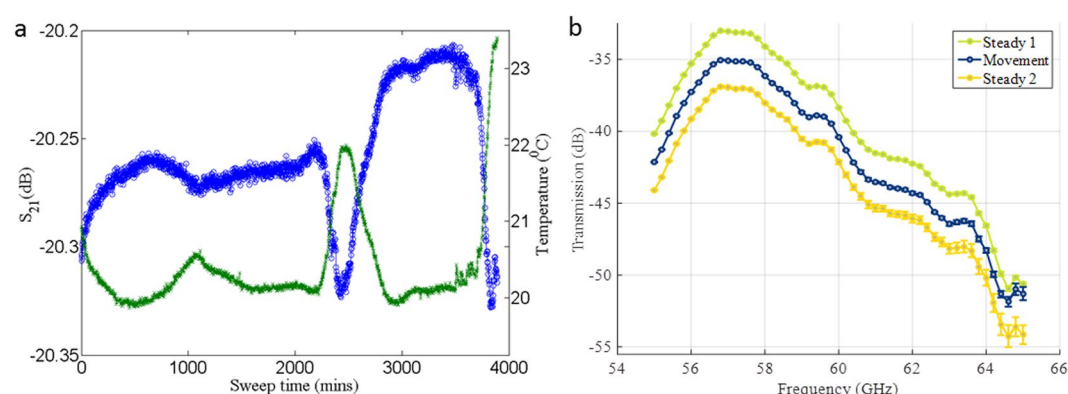 a
-20.2
-20.25
-20.3
-20.35
S21(dB)
0
1000
2000
3000
4000
Sweep time (mins)
23
22
21
20
Temperature (0C)
b
-35
-40
-45
-50
-55
Transmission (dB)
54
56
58
60
62
64
66
Frequency (GHz)
Steady 1
Movement
Steady 2